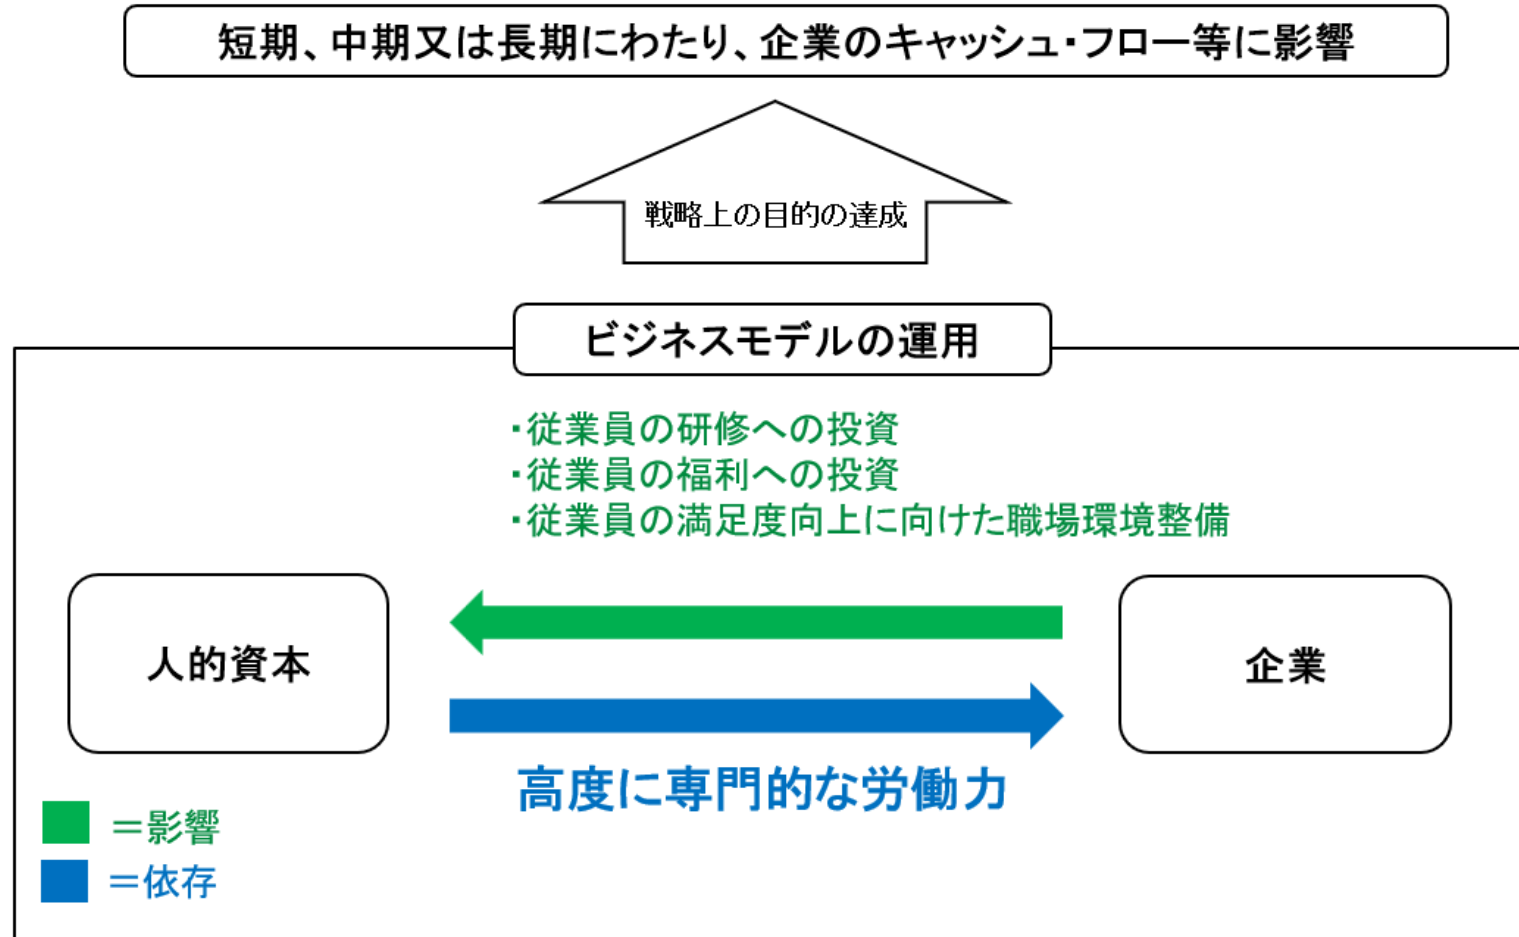 短期、中期又は長期にわたり、企業のキャッシュ・フロー等に影響
戦略上の目的の達成
ビジネスモデルの運用
・従業員の研修への投資
・従業員の福利への投資
・従業員の満足度向上に向けた職場環境整備
人的資本
企業
高度に専門的な労働力
＝影響
＝依存